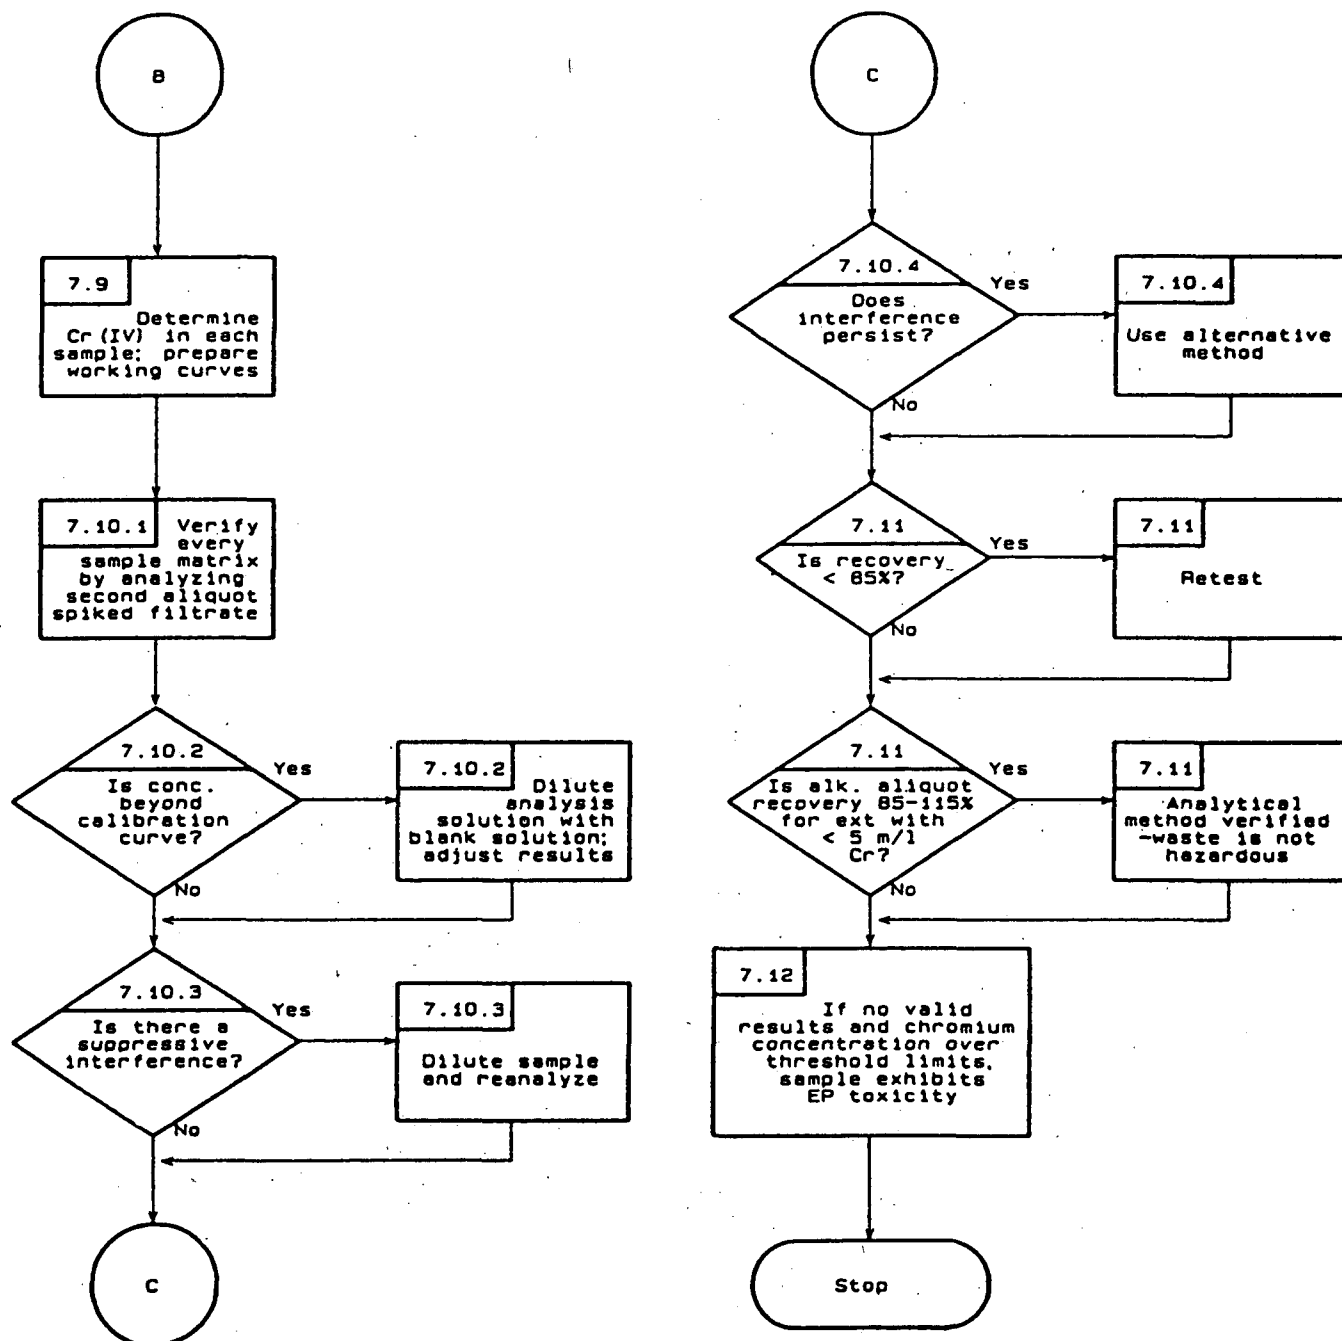 B
7.9
Determine
Cr(IV) in each
sample; prepare
working curves
7.10.1 Verify
every
sample matrix
by analyzing
second aliquot
spiked filtrate
7.10.2
Is conc.
beyond
calibration
curve?
Yes
No
7.10.2
Dilute
analysis
solution with
blank solution;
adjust results
7.10.3
Is there a
suppressive
interference?
Yes
No
7.10.3
Dilute sample
and reanalyze
C
C
7.10.4
Does
interference
persist?
Yes
No
7.10.4
Use alternative
method
7.11
Is recovery
< 85%?
Yes
No
7.11
Retest
7.11
Is alk. aliquot
recovery 85-115%
for ext with
< 5 m/l
Cr?
Yes
No
7.11
Analytical
method verified
-waste is not
hazardous
7.12
If no valid
results and chromium
concentration over
threshold limits,
sample exhibits
EP toxicity
Stop